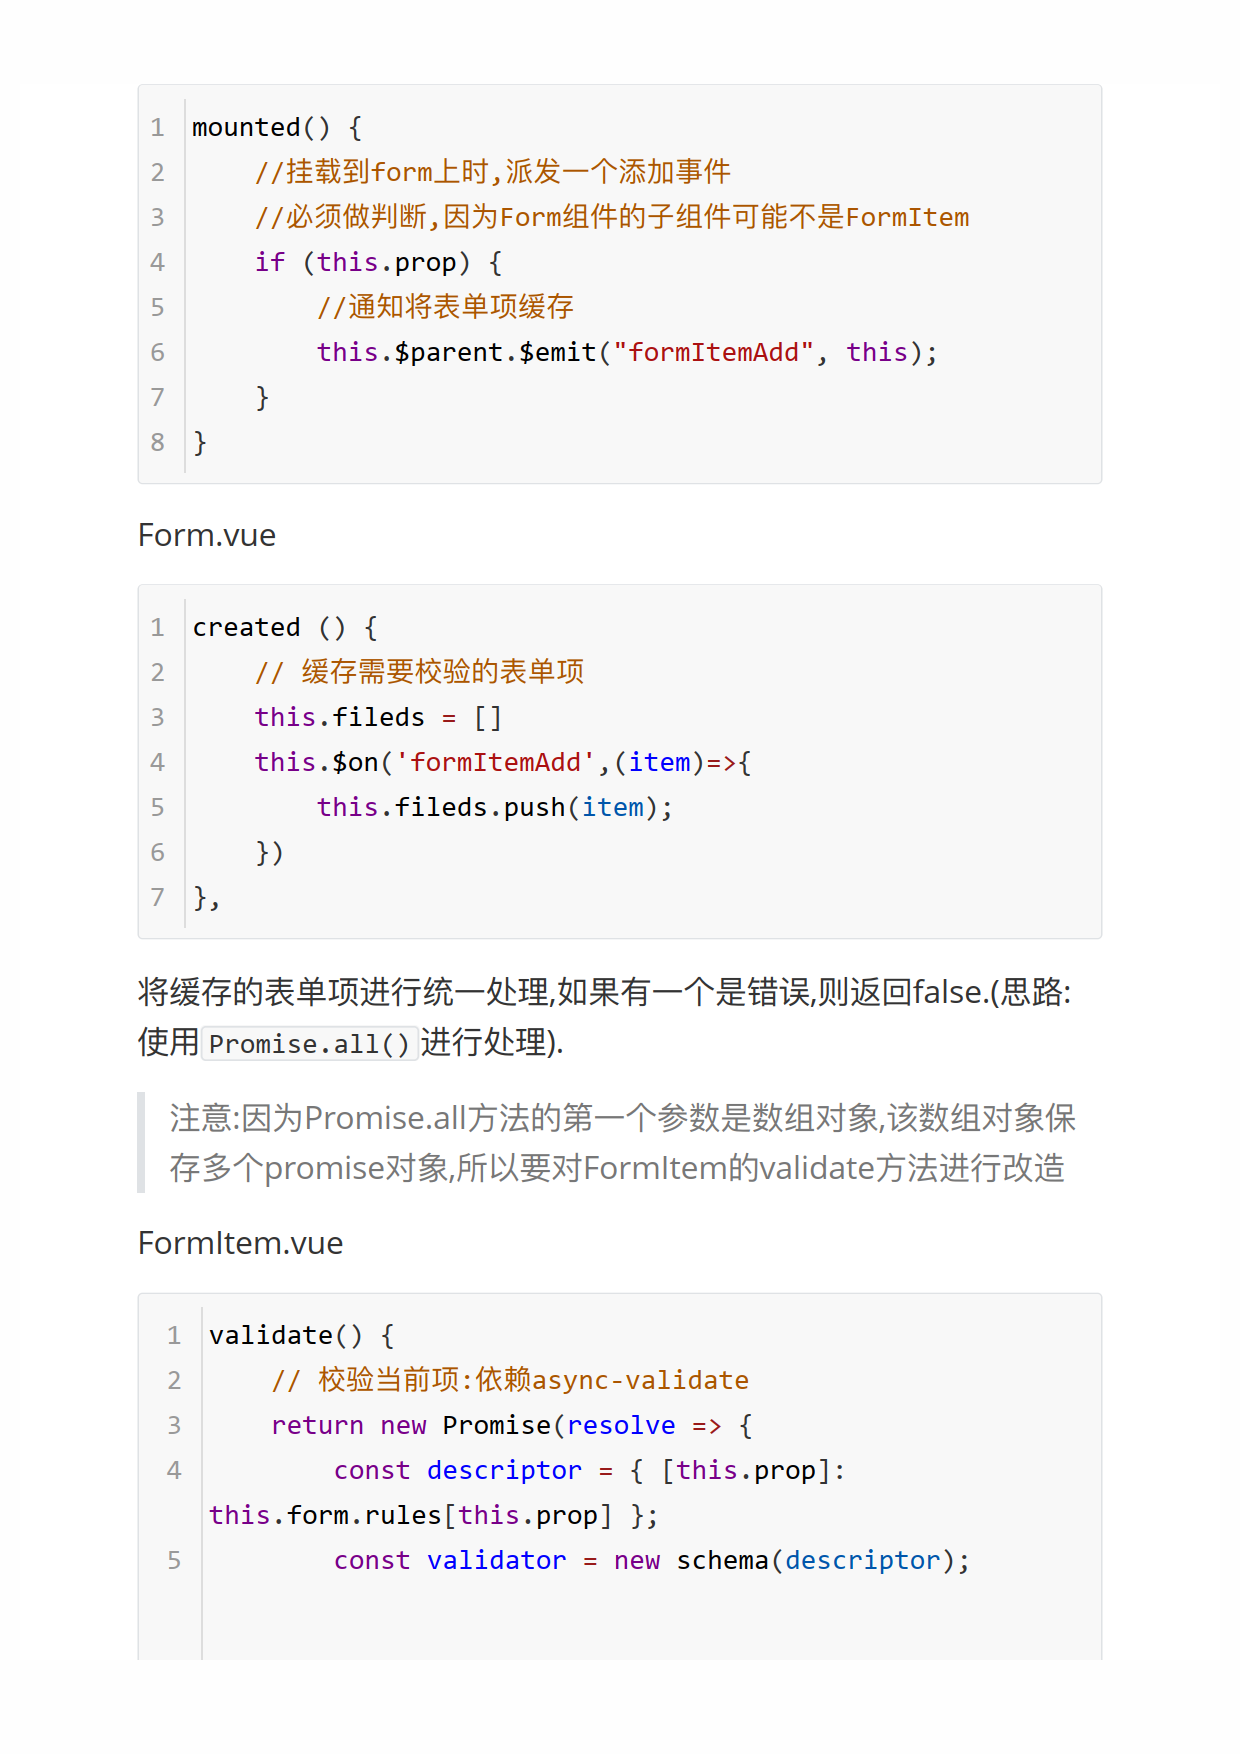 1 mounted() {
2     //挂载到form上时,派发一个添加事件
3     //必须做判断,因为Form组件的子组件可能不是FormItem
4     if (this.prop) {
5         //通知将表单项缓存
6         this.$parent.$emit("formItemAdd", this);
7     }
8 }
Form.vue
1 created () {
2     // 缓存需要校验的表单项
3     this.fileds = []
4     this.$on('formItemAdd',(item)=>{
5         this.fileds.push(item);
6     })
7 },
将缓存的表单项进行统一处理,如果有一个是错误,则返回false.(思路:
使用Promise.all()进行处理).
注意:因为Promise.all方法的第一个参数是数组对象,该数组对象保
存多个promise对象,所以要对FormItem的validate方法进行改造
FormItem.vue
1 validate() {
2     // 校验当前项:依赖async-validate
3     return new Promise(resolve => {
4         const descriptor = { [this.prop]:
this.form.rules[this.prop] };
5         const validator = new schema(descriptor);